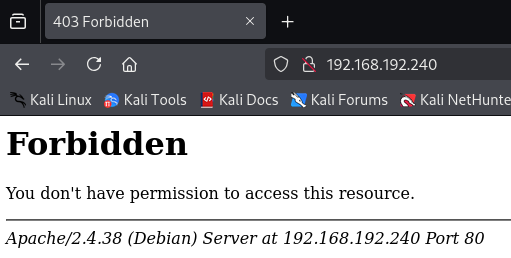 403 Forbidden
192.168.192.240
Kali Linux Kali Tools Kali Docs Kali Forums Kali NetHunte
Forbidden
You don't have permission to access this resource.
Apache/2.4.38 (Debian) Server at 192.168.192.240 Port 80